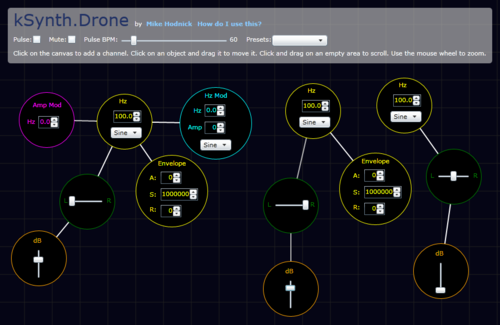 kSynth.Drone by Mike Hodnick How do I use this?
Pulse: Mute: Pulse BPM: 60 Presets:
Click on the canvas to add a channel. Click on an object and drag it to move it. Click and drag on an empty area to scroll. Use the mouse wheel to zoom.
Amp Mod
Hz 0.0
Hz
100.0
Sine
Hz Mod
Hz 0.0
Amp 0
Sine
Envelope
A: 0
S: 1000000
R: 0
L R
dB
Hz
100.0
Sine
Envelope
A: 0
S: 1000000
R: 0
L R
dB
Hz
100.0
Sine
L R
dB